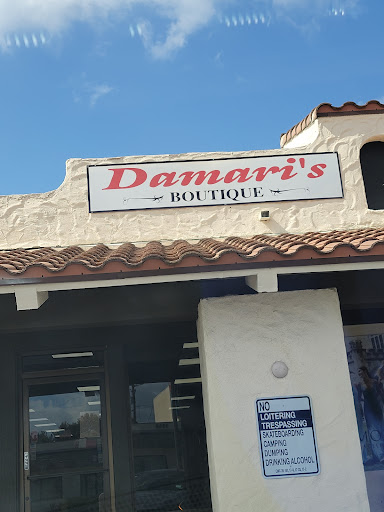 Damari's
BOUTIQUE
NO
LOITERING
TRESPASSING
SKATEBOARDING
CAMPING
DUMPING
DRINKING ALCOHOL